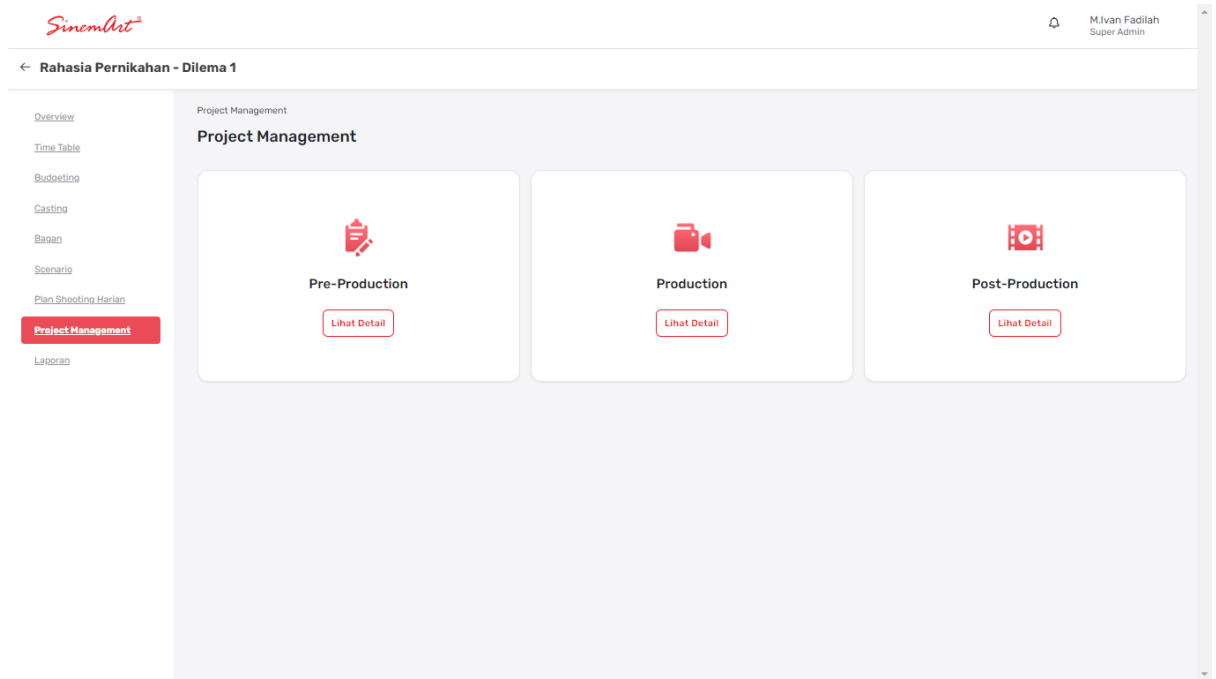 SinemArt
M.Ivan Fadilah
Super Admin
Rahasia Pernikahan - Dilema 1
Overview
Time Table
Budgeting
Casting
Bagan
Scenario
Plan Shooting Harian
Project Management
Laporan
Project Management
Project Management
Pre-Production
Lihat Detail
Production
Lihat Detail
Post-Production
Lihat Detail